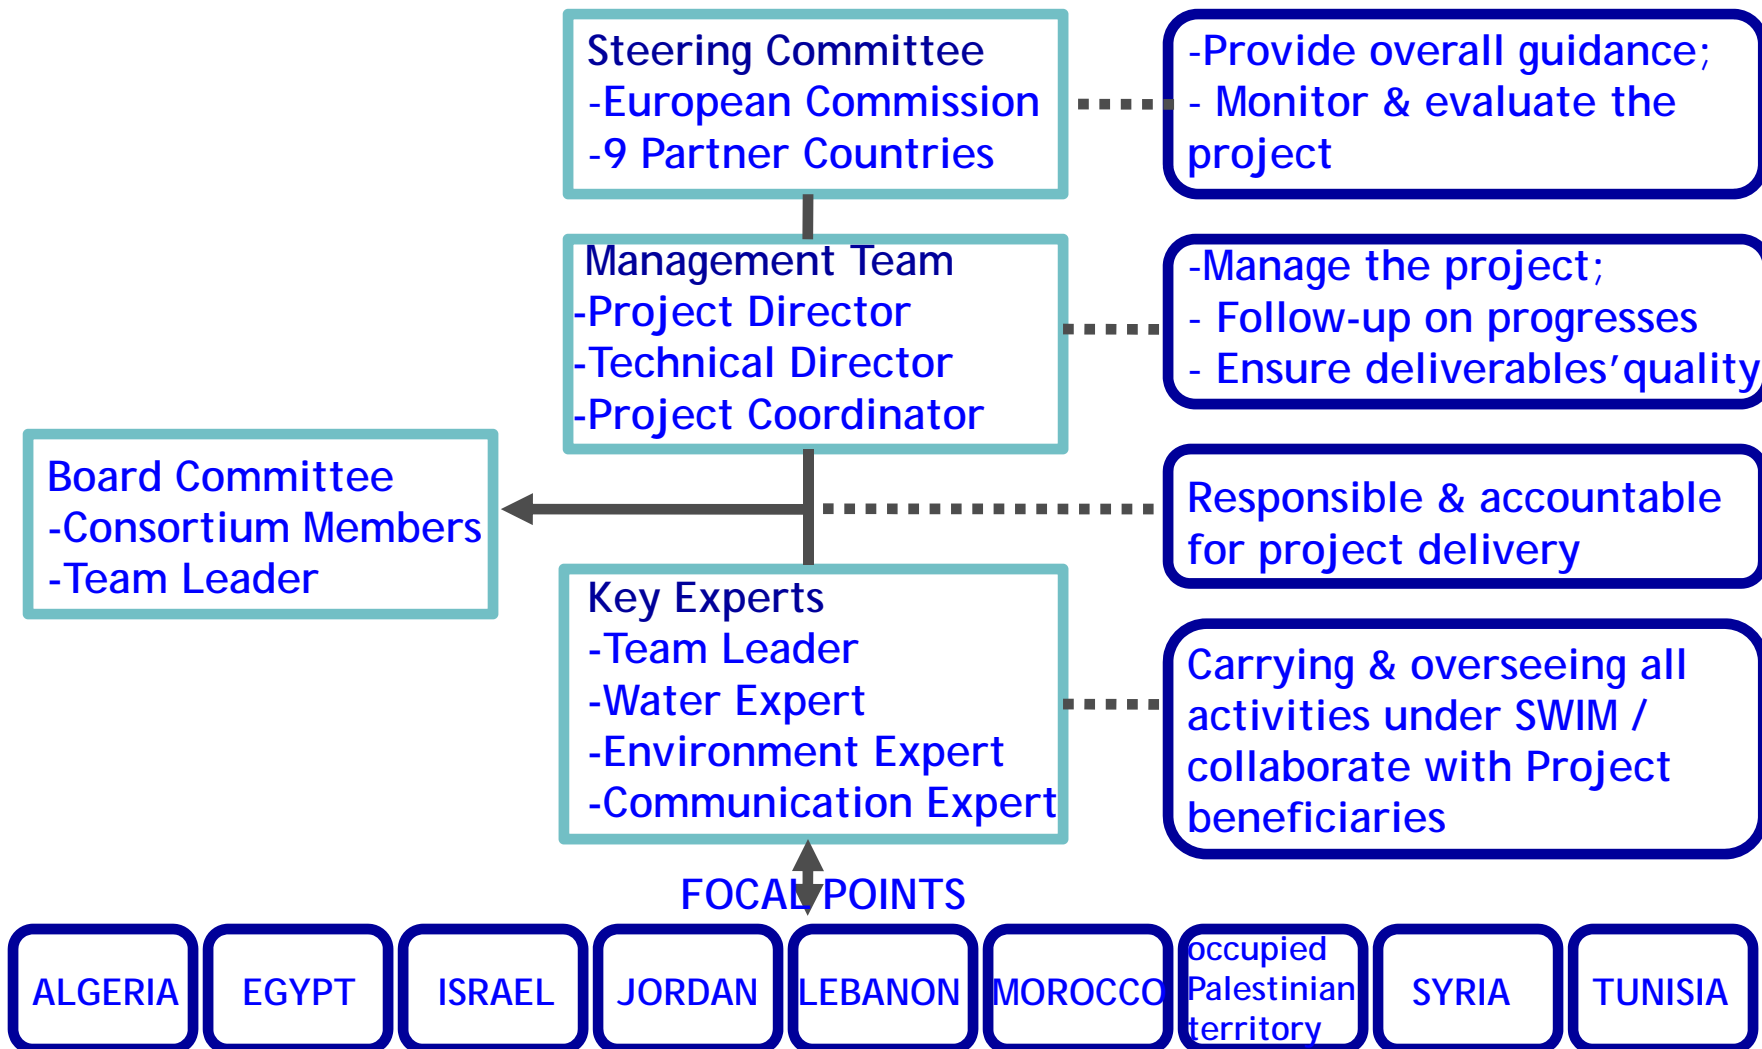 Steering Committee
-European Commission
-9 Partner Countries
-Provide overall guidance;
- Monitor & evaluate the
project
Management Team
-Project Director
-Technical Director
-Project Coordinator
-Manage the project;
- Follow-up on progresses
- Ensure deliverables’quality
Board Committee
-Consortium Members
-Team Leader
Responsible & accountable
for project delivery
Key Experts
-Team Leader
-Water Expert
-Environment Expert
-Communication Expert
Carrying & overseeing all
activities under SWIM /
collaborate with Project
beneficiaries
FOCAL POINTS
ALGERIA
EGYPT
ISRAEL
JORDAN
LEBANON
MOROCCO
occupied
Palestinian
territory
SYRIA
TUNISIA